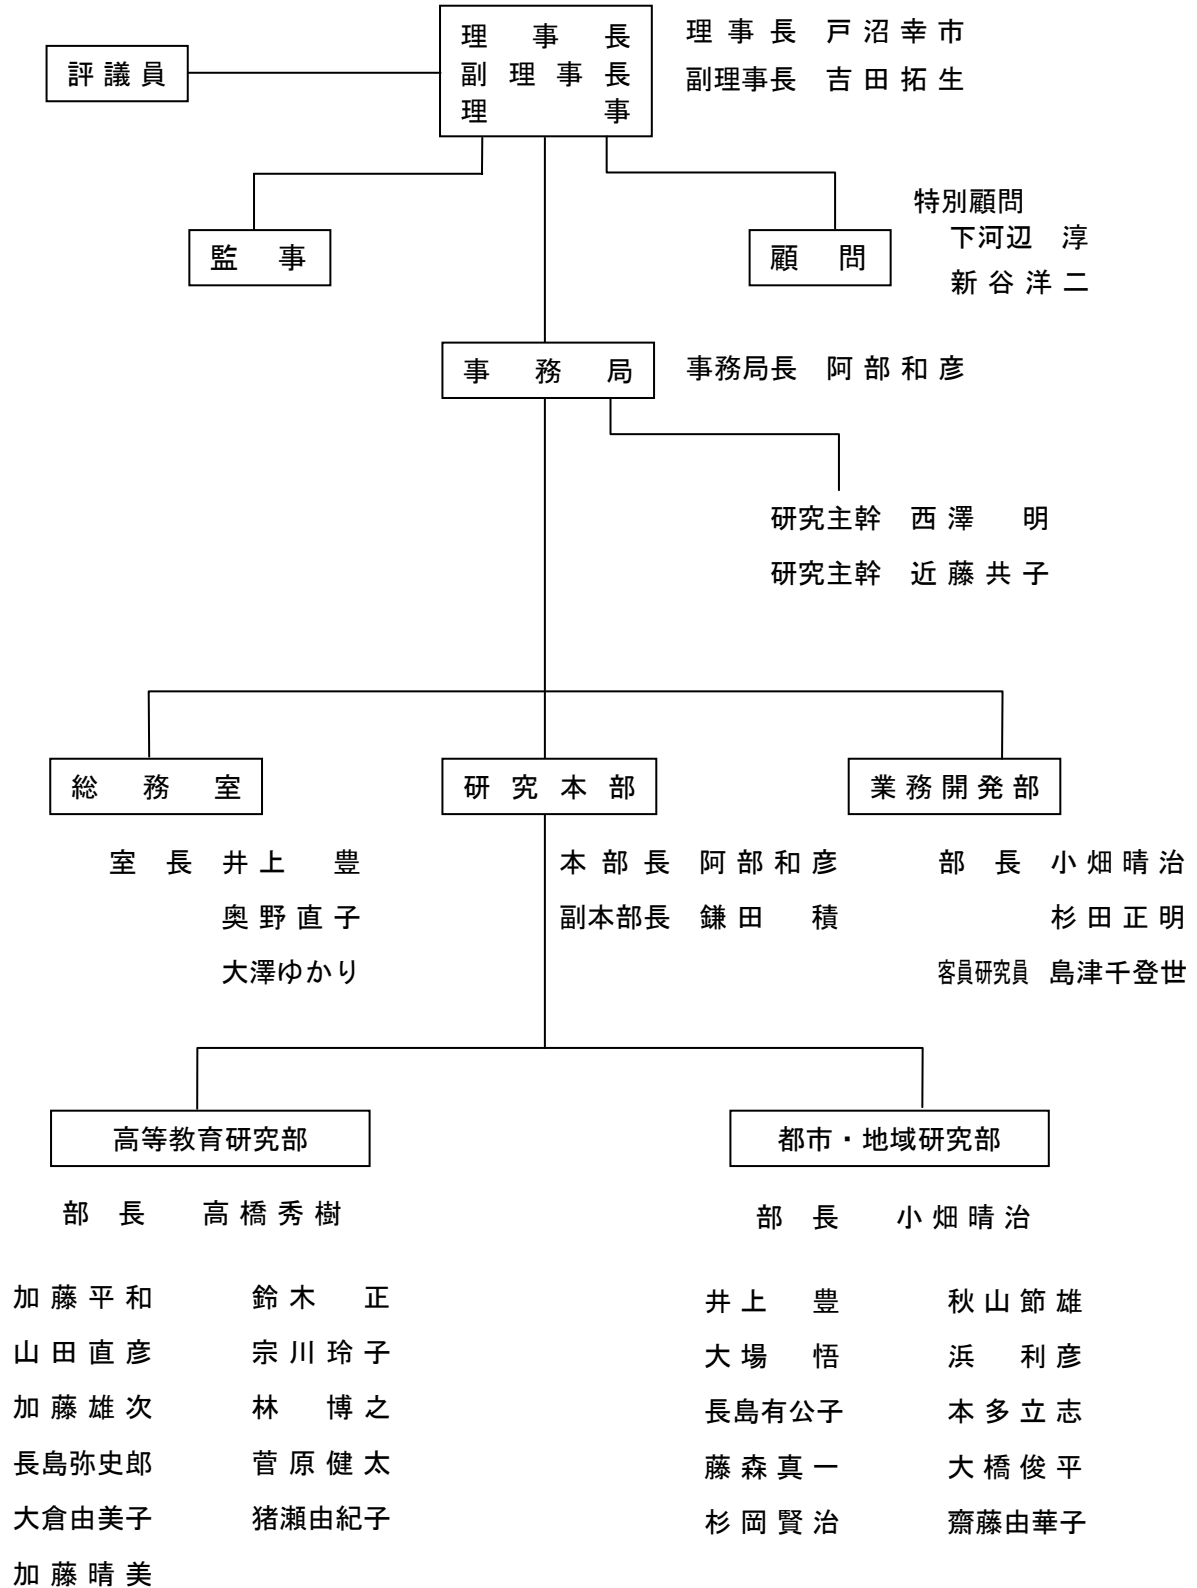 評議員
理事長
副理事長
理事
理事長 戸沼幸市
副理事長 吉田拓生
監事
顧問
特別顧問
下河辺 淳
新谷洋二
事務局
事務局長 阿部和彦
研究主幹 西澤 明
研究主幹 近藤共子
総務室
室長 井上 豊
奥野直子
大澤ゆかり
研究本部
本部長 阿部和彦
副本部長 鎌田 積
業務開発部
部長 小畑晴治
杉田正明
客員研究員 島津千登世
高等教育研究部
部長 高橋秀樹
加藤平和 鈴木 正
山田直彦 宗川玲子
加藤雄次 林 博之
長島弥史郎 菅原健太
大倉由美子 猪瀬由紀子
加藤晴美
都市・地域研究部
部長 小畑晴治
井上 豊 秋山節雄
大場 悟 浜 利彦
長島有公子 本多立志
藤森真一 大橋俊平
杉岡賢治 齋藤由華子